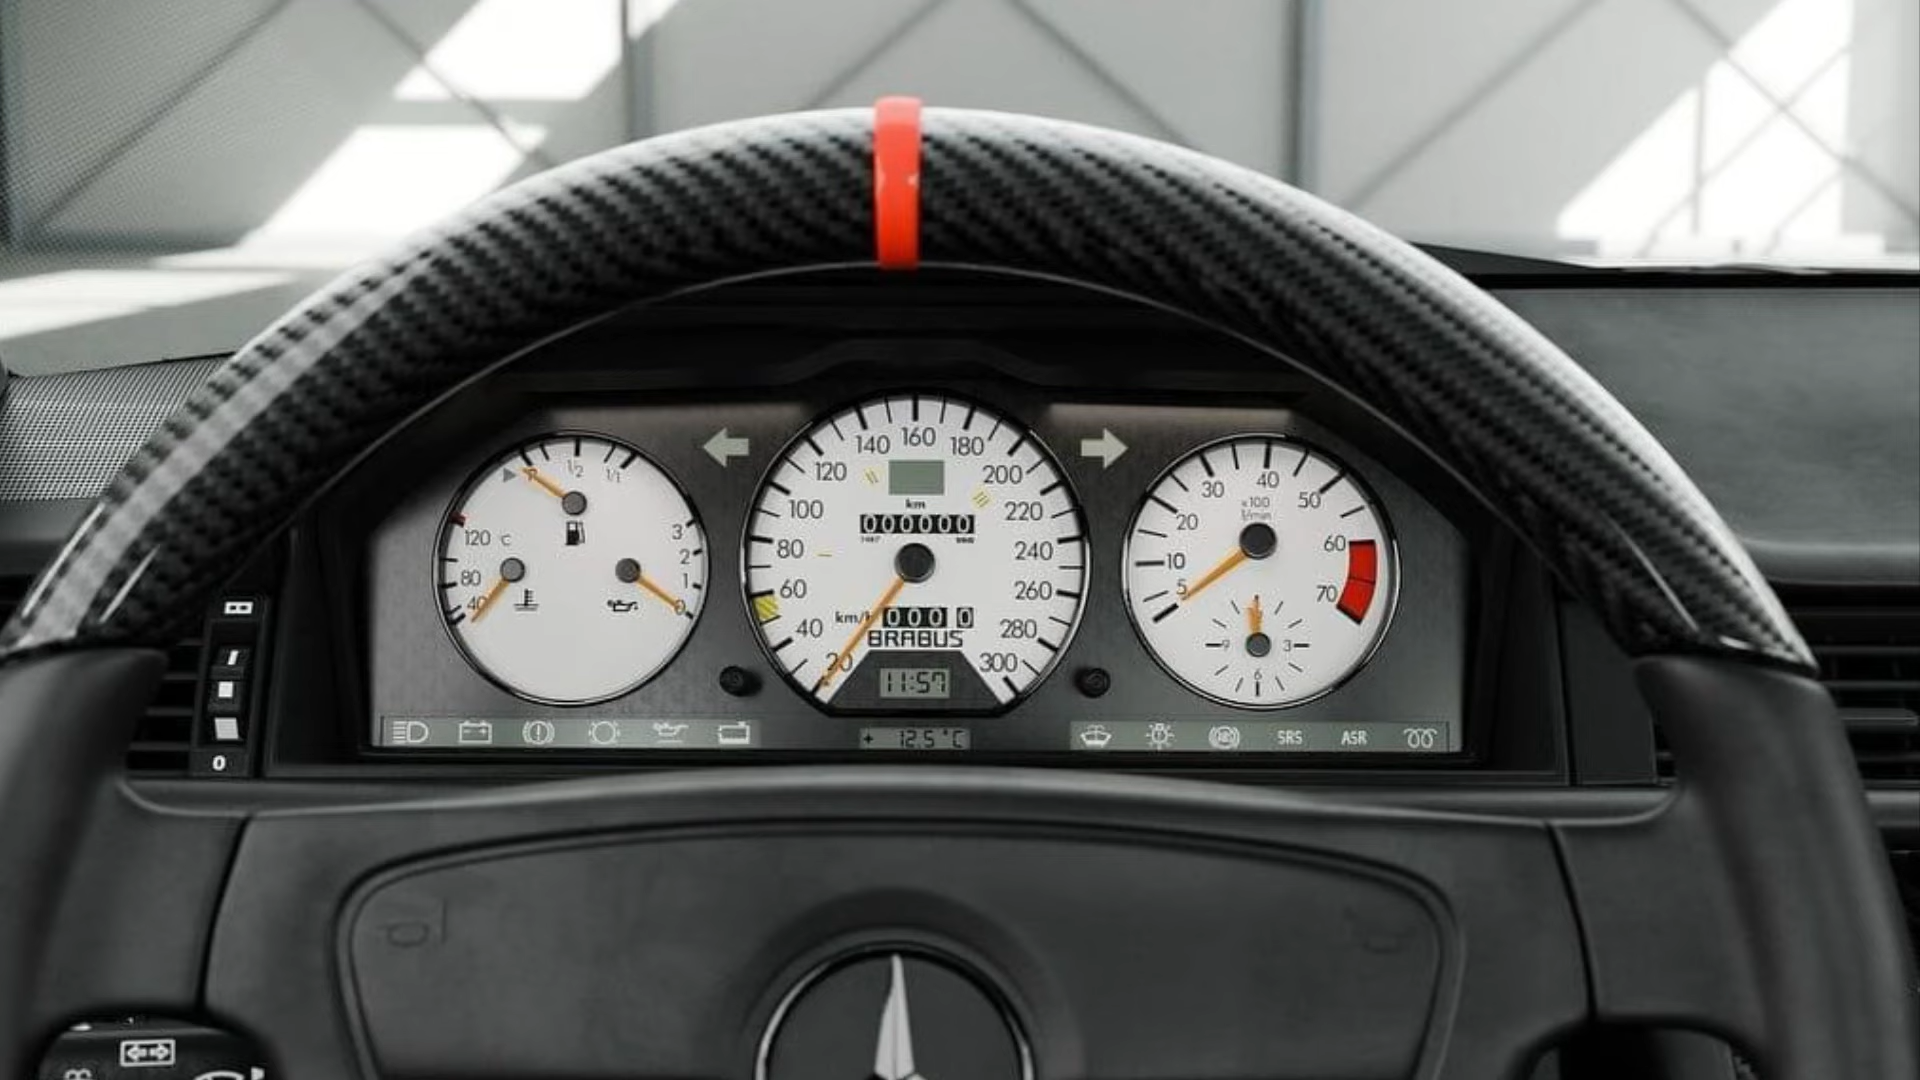 1/2 1/1
R
120 °C
80
40
3
2
1
0
140 160 180
120 200
100 220
80 240
60 260
40 280
20 300
km
000000
km/h 000 0
BRABUS
11:57
+ 12.5°C
30 40 50
20 60
10 70
5
x100
1/min
9 3
6
ABS
SRS
ASR
0